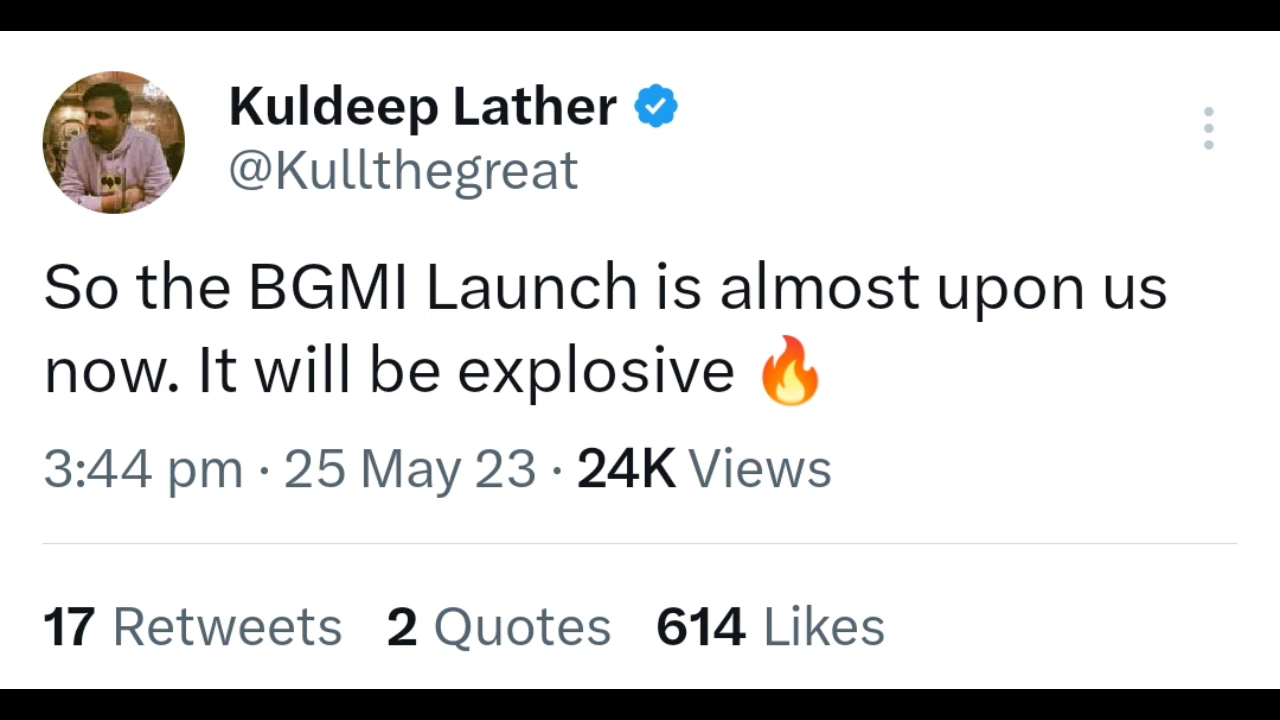 Kuldeep Lather
@Kullthegreat
So the BGMI Launch is almost upon us
now. It will be explosive 🔥
3:44 pm · 25 May 23 · 24K Views
17 Retweets 2 Quotes 614 Likes